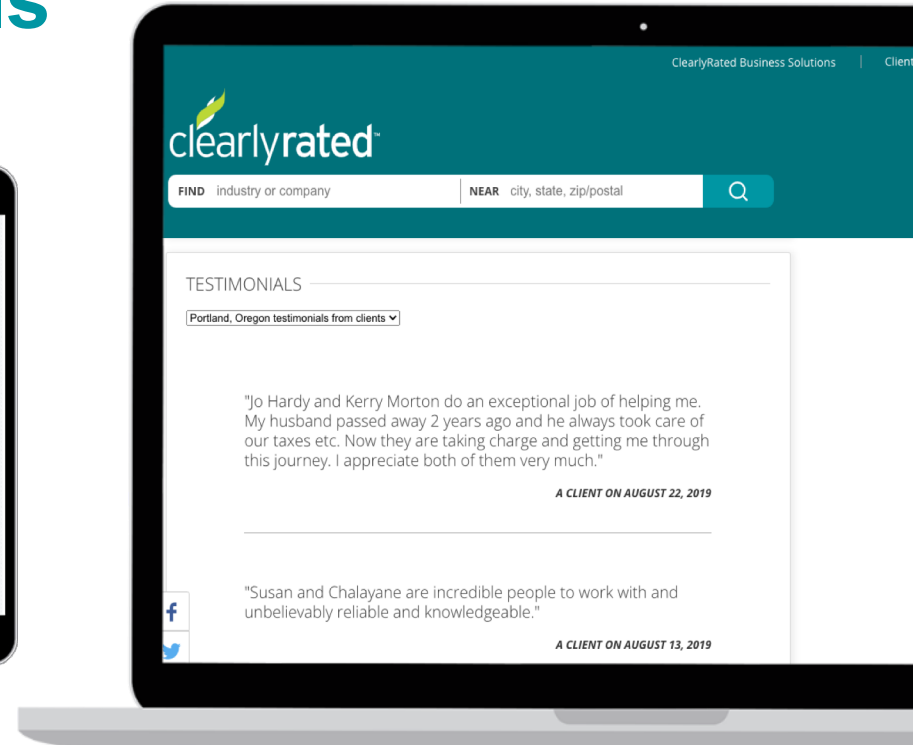 ClearlyRated Business Solutions | Client
clearlyrated™
FIND industry or company NEAR city, state, zip/postal
TESTIMONIALS
Portland, Oregon testimonials from clients
"Jo Hardy and Kerry Morton do an exceptional job of helping me.
My husband passed away 2 years ago and he always took care of
our taxes etc. Now they are taking charge and getting me through
this journey. I appreciate both of them very much."
A CLIENT ON AUGUST 22, 2019
"Susan and Chalayane are incredible people to work with and
unbelievably reliable and knowledgeable."
A CLIENT ON AUGUST 13, 2019